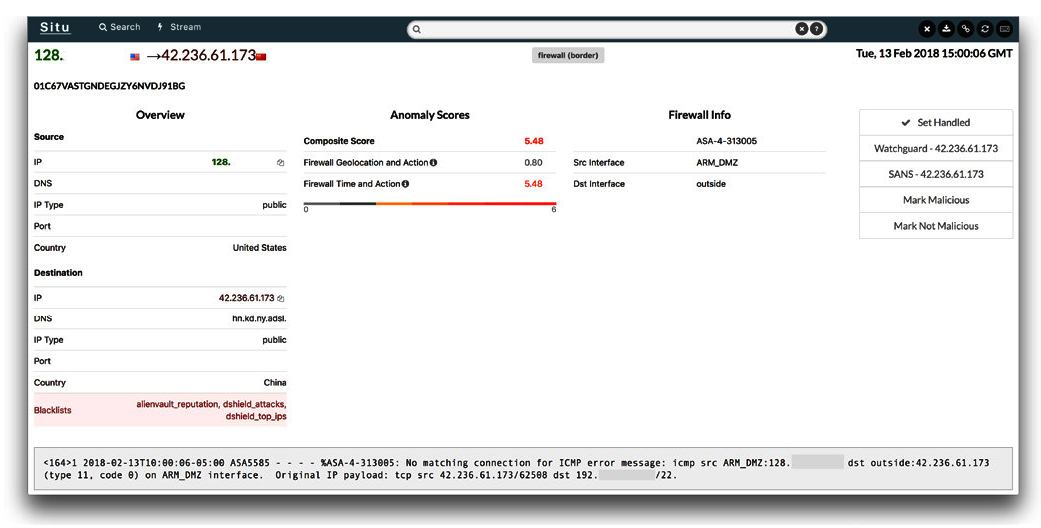 Situ Search Stream ?
128. →42.236.61.173 firewall (border) Tue, 13 Feb 2018 15:00:06 GMT
01C67VASTGNDEGJZY6NVDJ91BG
Overview
Source
IP 128.
DNS
IP Type public
Port
Country United States
Destination
IP 42.236.61.173
DNS hn.kd.ny.adsl.
IP Type public
Port
Country China
Blacklists alienvault_reputation, dshield_attacks,
dshield_top_ips
Anomaly Scores
Composite Score 5.48
Firewall Geolocation and Action 0.80
Firewall Time and Action 5.48
0 6
Firewall Info
ASA-4-313005
Src Interface ARM_DMZ
Dst Interface outside
Set Handled
Watchguard - 42.236.61.173
SANS - 42.236.61.173
Mark Malicious
Mark Not Malicious
<164>1 2018-02-13T10:00:06-05:00 ASA5585 - - - - %ASA-4-313005: No matching connection for ICMP error message: icmp src ARM_DMZ:128. dst outside:42.236.61.173
(type 11, code 0) on ARM_DMZ interface. Original IP payload: tcp src 42.236.61.173/62508 dst 192. /22.